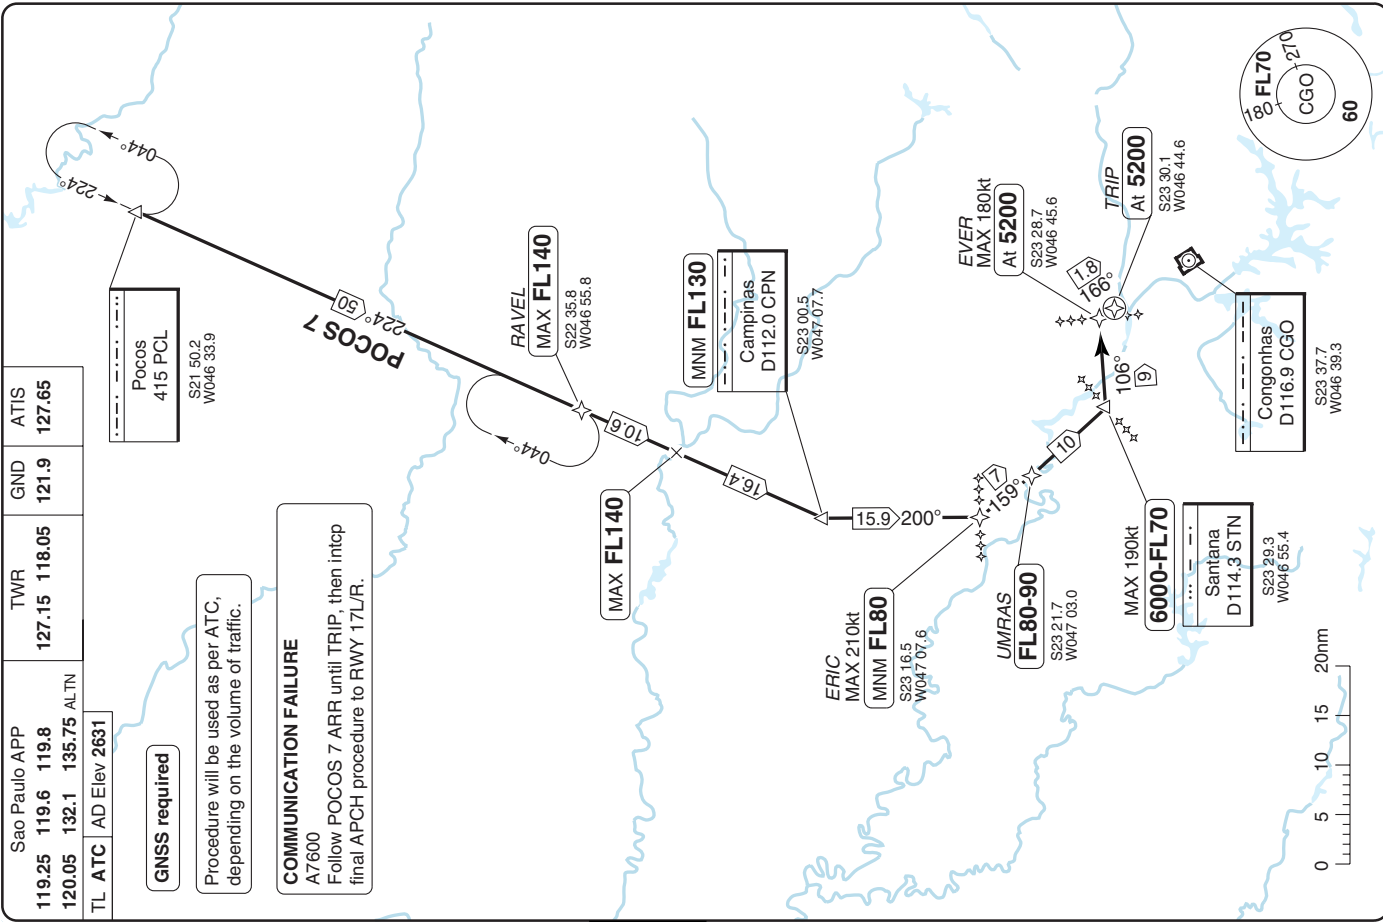 Sao Paulo APP
119.25 119.6 119.8
120.05 132.1 135.75 ALTN
TWR
127.15 118.05
GND
121.9
ATIS
127.65
TL ATC
AD Elev 2631
GNSS required
Procedure will be used as per ATC,
depending on the volume of traffic.
COMMUNICATION FAILURE
A7600
Follow POCOS 7 ARR until TRIP, then intcp
final APCH procedure to RWY 17L/R.
224°
044°
Pocos
415 PCL
S21 50.2
W046 33.9
50
224°
POCOS 7
RAVEL
MAX FL140
S22 35.8
W046 55.8
044°
10.6
MAX FL140
16.4
MNM FL130
Campinas
D112.0 CPN
S23 00.5
W047 07.7
15.9
200°
ERIC
MAX 210kt
MNM FL80
S23 16.5
W047 07.6
7
159°
UMRAS
FL80-90
S23 21.7
W047 03.0
10
MAX 190kt
6000-FL70
Santana
D114.3 STN
S23 29.3
W046 55.4
106°
9
EVER
MAX 180kt
At 5200
S23 28.7
W046 45.6
1.8
166°
TRIP
At 5200
S23 30.1
W046 44.6
Congonhas
D116.9 CGO
S23 37.7
W046 39.3
180
FL70
270
CGO
60
0 5 10 15 20nm